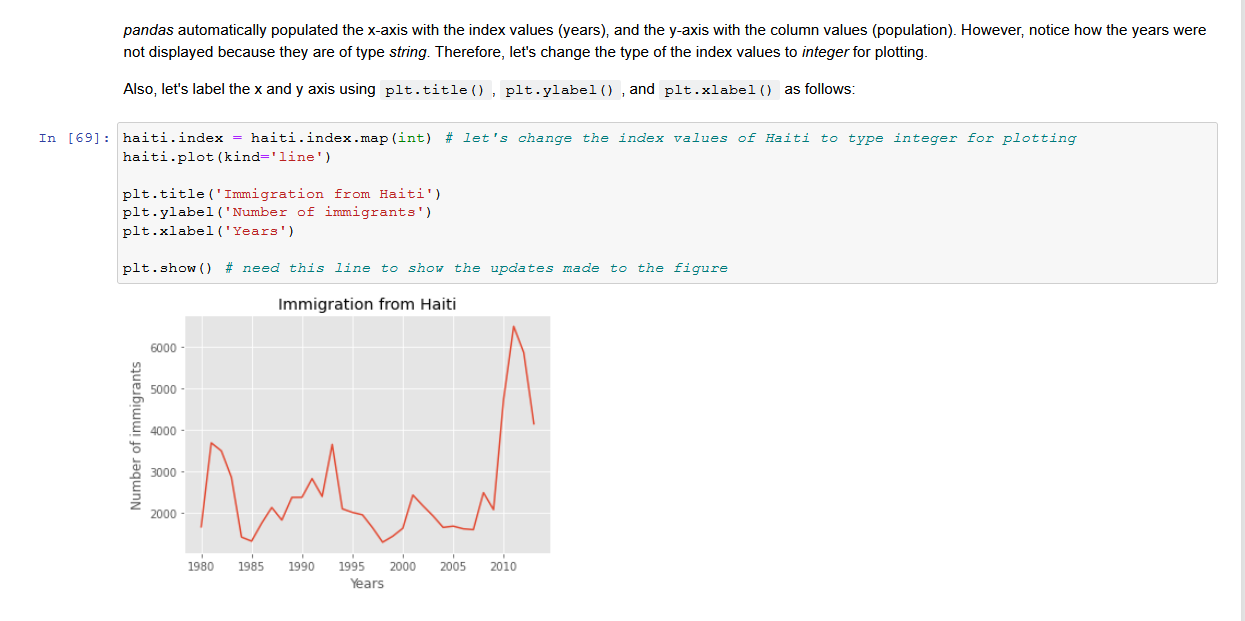 pandas automatically populated the x-axis with the index values (years), and the y-axis with the column values (population). However, notice how the years were
not displayed because they are of type string. Therefore, let's change the type of the index values to integer for plotting.
Also, let's label the x and y axis using plt.title() , plt.ylabel() , and plt.xlabel() as follows:
In [69]: haiti.index = haiti.index.map(int) # let's change the index values of Haiti to type integer for plotting
haiti.plot(kind='line')
plt.title('Immigration from Haiti')
plt.ylabel('Number of immigrants')
plt.xlabel('Years')
plt.show() # need this line to show the updates made to the figure
Immigration from Haiti
Number of immigrants
6000
5000
4000
3000
2000
1980 1985 1990 1995 2000 2005 2010
Years